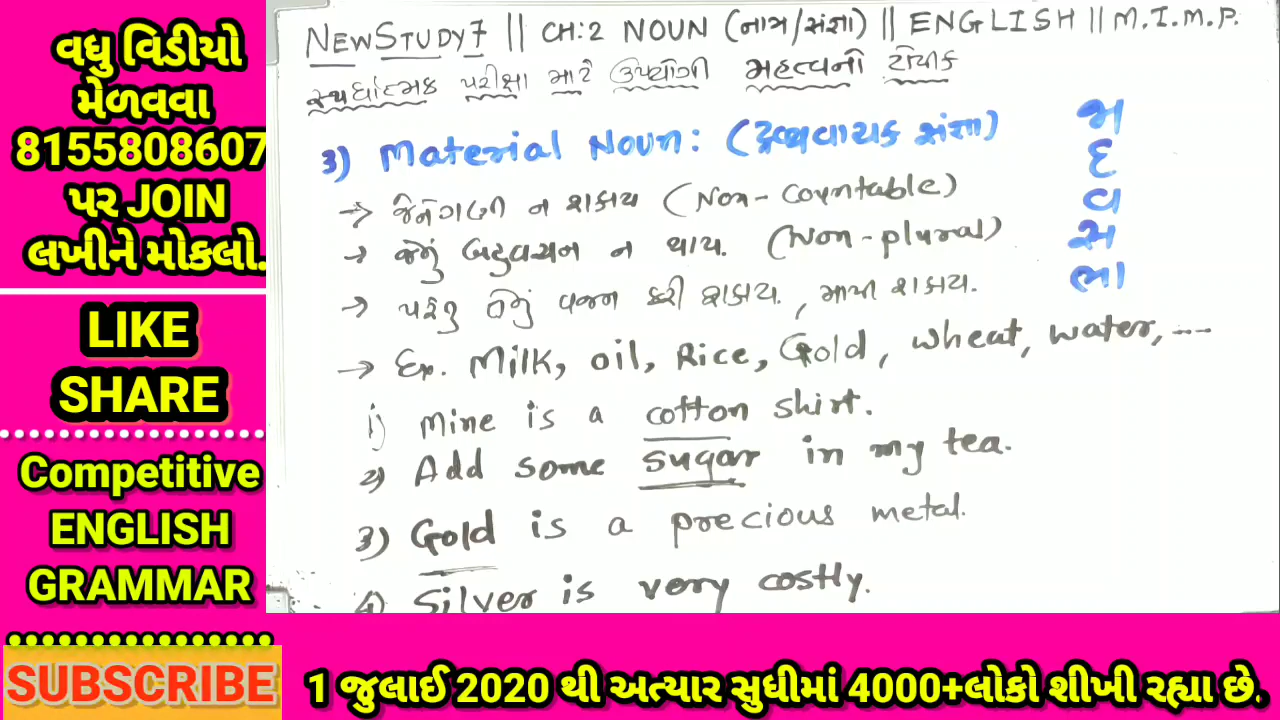 વધુ વિડીયો
મેળવવા
8155808607
પર JOIN
લખીને મોકલો.
LIKE
SHARE
Competitive
ENGLISH
GRAMMAR
SUBSCRIBE
NEWSTUDY7 || CH:2 NOUN (નામ/સંજ્ઞા) || ENGLISH || M.I.M.P.
સ્પર્ધાત્મક પરીક્ષા માટે ઉપયોગી મહત્વનો ટોપીક
3) Material Noun: (દ્રવ્યવાચક સંજ્ઞા)
→ જેને ગણી ન શકાય (Non-Countable)
→ જેનું બહુવચન ન થાય. (Non-plural)
→ પરંતુ તેનું વજન કરી શકાય, માપી શકાય.
→ Ex. Milk, oil, Rice, Gold, wheat, water, ---
1) Mine is a cotton shirt.
2) Add some sugar in my tea.
3) Gold is a precious metal.
4) Silver is very costly.
મ
દ
વ
સ
ભા
1 જુલાઈ 2020 થી અત્યાર સુધીમાં 4000+લોકો શીખી રહ્યા છે.